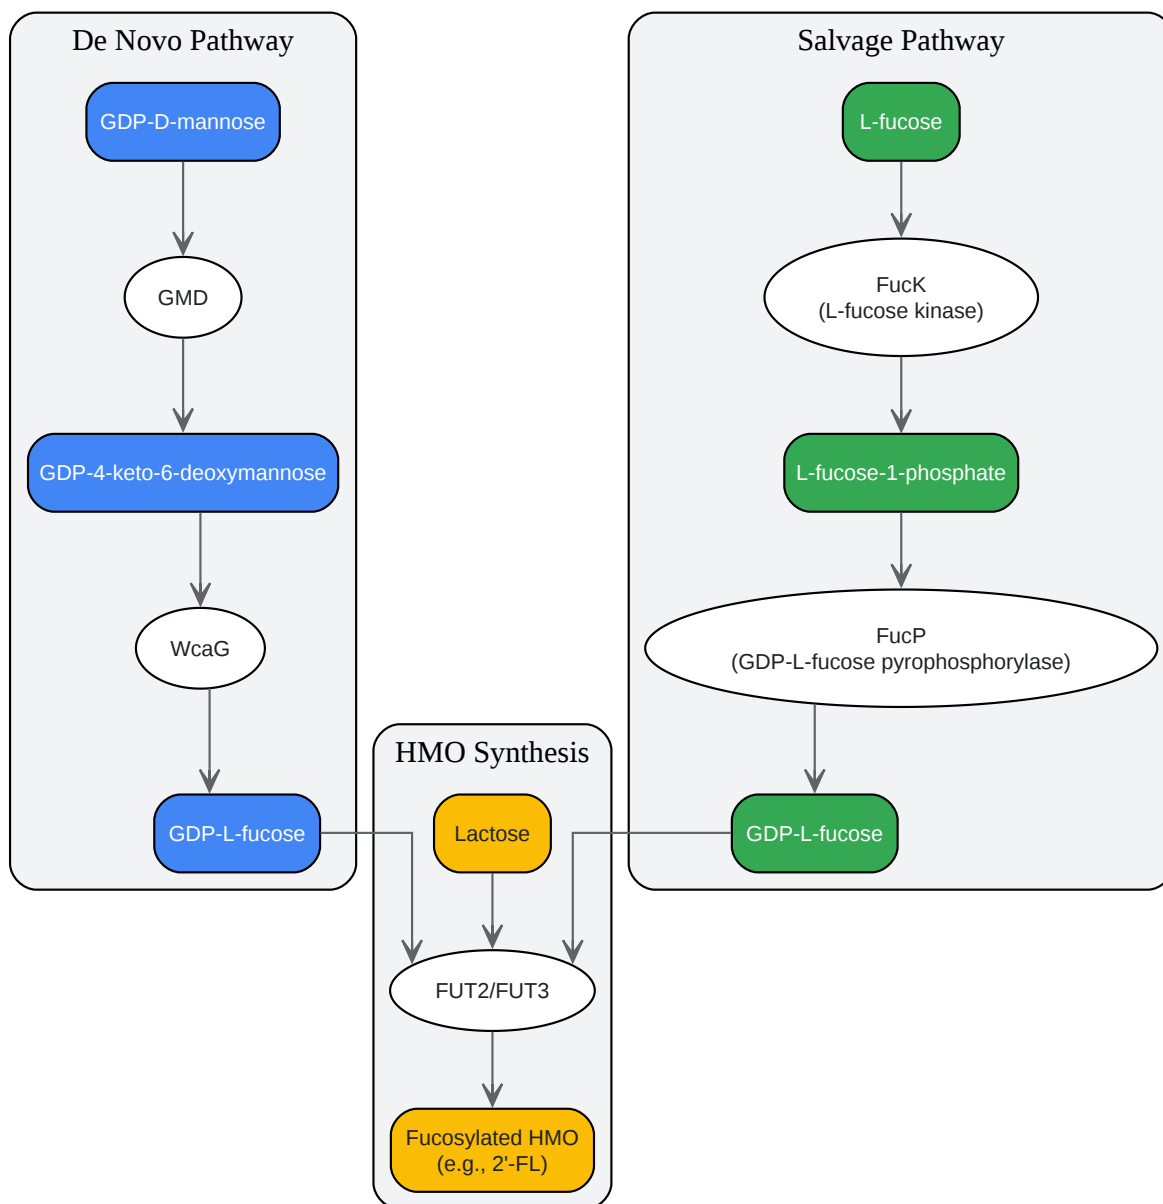 De Novo Pathway
GDP-D-mannose
GMD
GDP-4-keto-6-deoxymannose
WcaG
GDP-L-fucose
Salvage Pathway
L-fucose
FucK
(L-fucose kinase)
L-fucose-1-phosphate
FucP
(GDP-L-fucose pyrophosphorylase)
GDP-L-fucose
HMO Synthesis
Lactose
FUT2/FUT3
Fucosylated HMO
(e.g., 2'-FL)